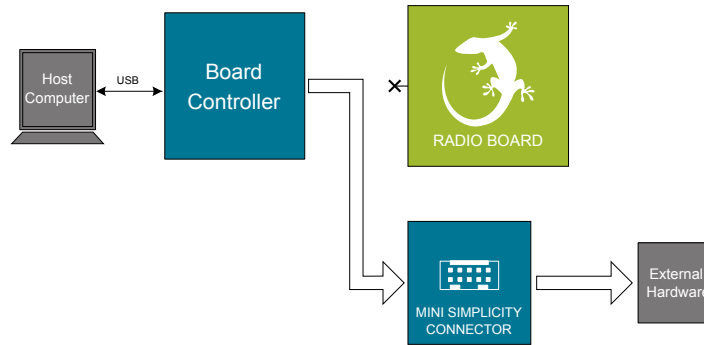 Host
Computer
USB
Board
Controller
RADIO BOARD
MINI SIMPLICITY
CONNECTOR
External
Hardware